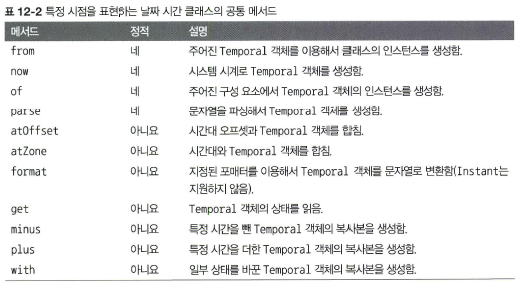 표 12-2 특정 시점을 표현하는 날짜 시간 클래스의 공통 메서드
메서드 정적 설명
from 네 주어진 Temporal 객체를 이용해서 클래스의 인스턴스를 생성함.
now 네 시스템 시계로 Temporal 객체를 생성함.
of 네 주어진 구성 요소에서 Temporal 객체의 인스턴스를 생성함.
parse 네 문자열을 파싱해서 Temporal 객체를 생성함.
atOffset 아니요 시간대 오프셋과 Temporal 객체를 합침.
atZone 아니요 시간대와 Temporal 객체를 합침.
format 아니요 지정된 포매터를 이용해서 Temporal 객체를 문자열로 변환함(Instant는
지원하지 않음).
get 아니요 Temporal 객체의 상태를 읽음.
minus 아니요 특정 시간을 뺀 Temporal 객체의 복사본을 생성함.
plus 아니요 특정 시간을 더한 Temporal 객체의 복사본을 생성함.
with 아니요 일부 상태를 바꾼 Temporal 객체의 복사본을 생성함.